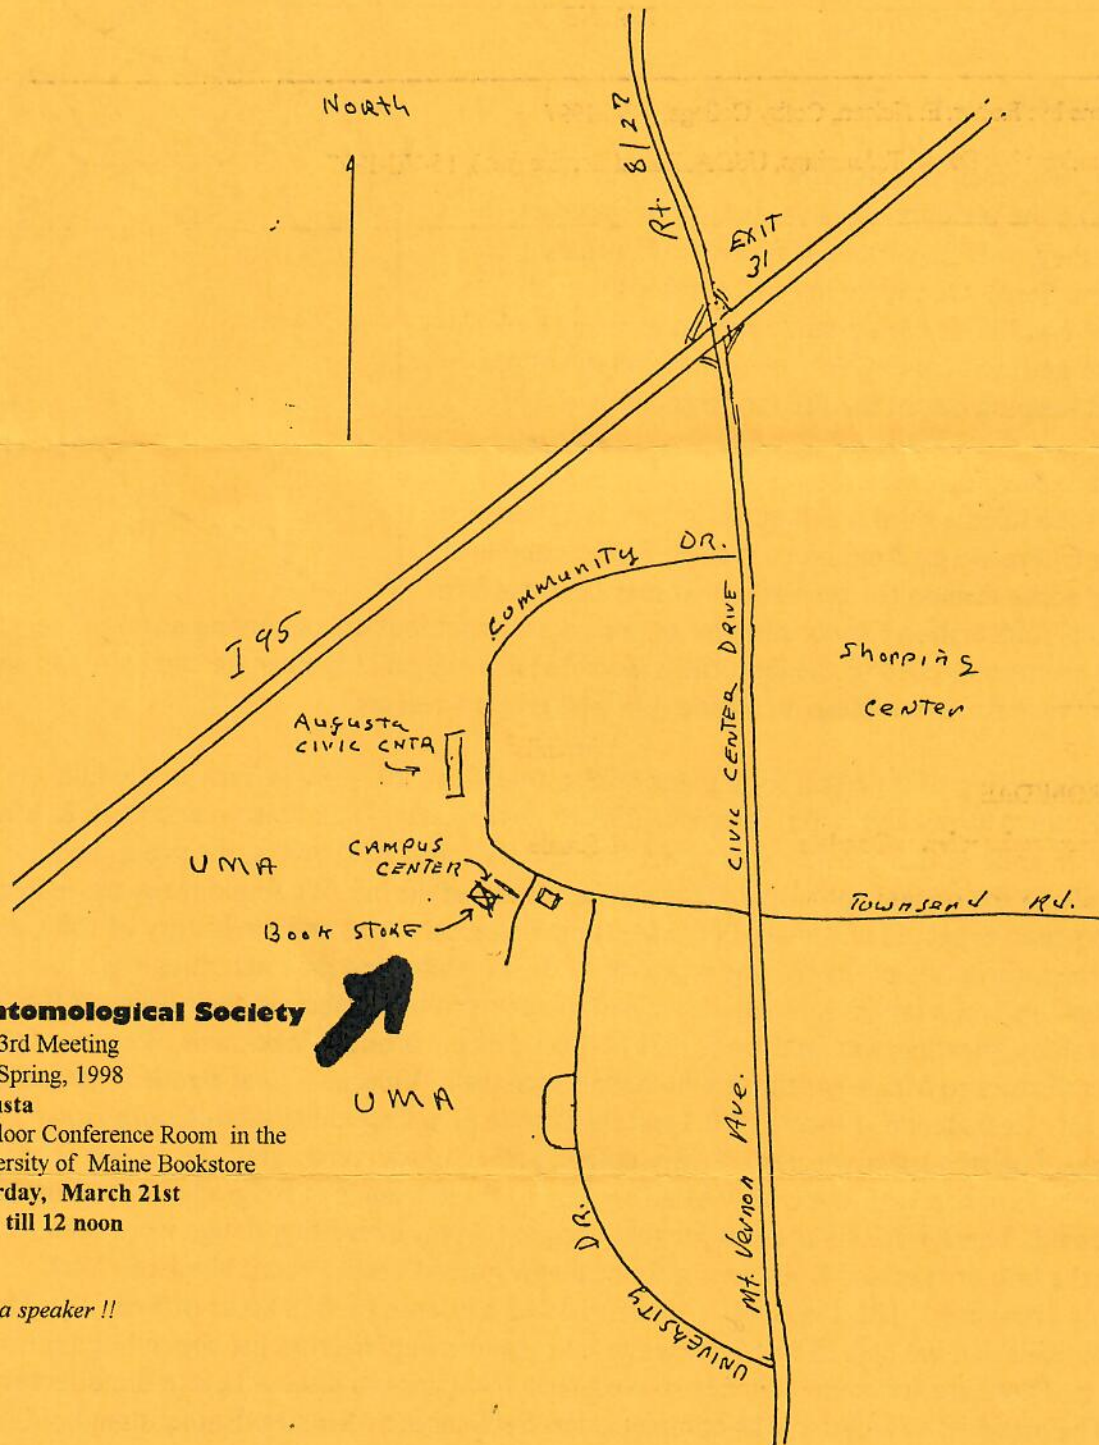 North
Rt 8/27
EXIT
31
COMMUNITY DR.
I 95
Shopping
Center
Augusta
CIVIC CNTR
CIVIC CENTER DRIVE
UMA
CAMPUS
CENTER
BOOK STORE
Townsend Rd.
ntomological Society
3rd Meeting
Spring, 1998
usta
loor Conference Room in the
ersity of Maine Bookstore
rday, March 21st
till 12 noon
a speaker !!
UMA
Mt. Vernon Ave.
UNIVERSITY DR.